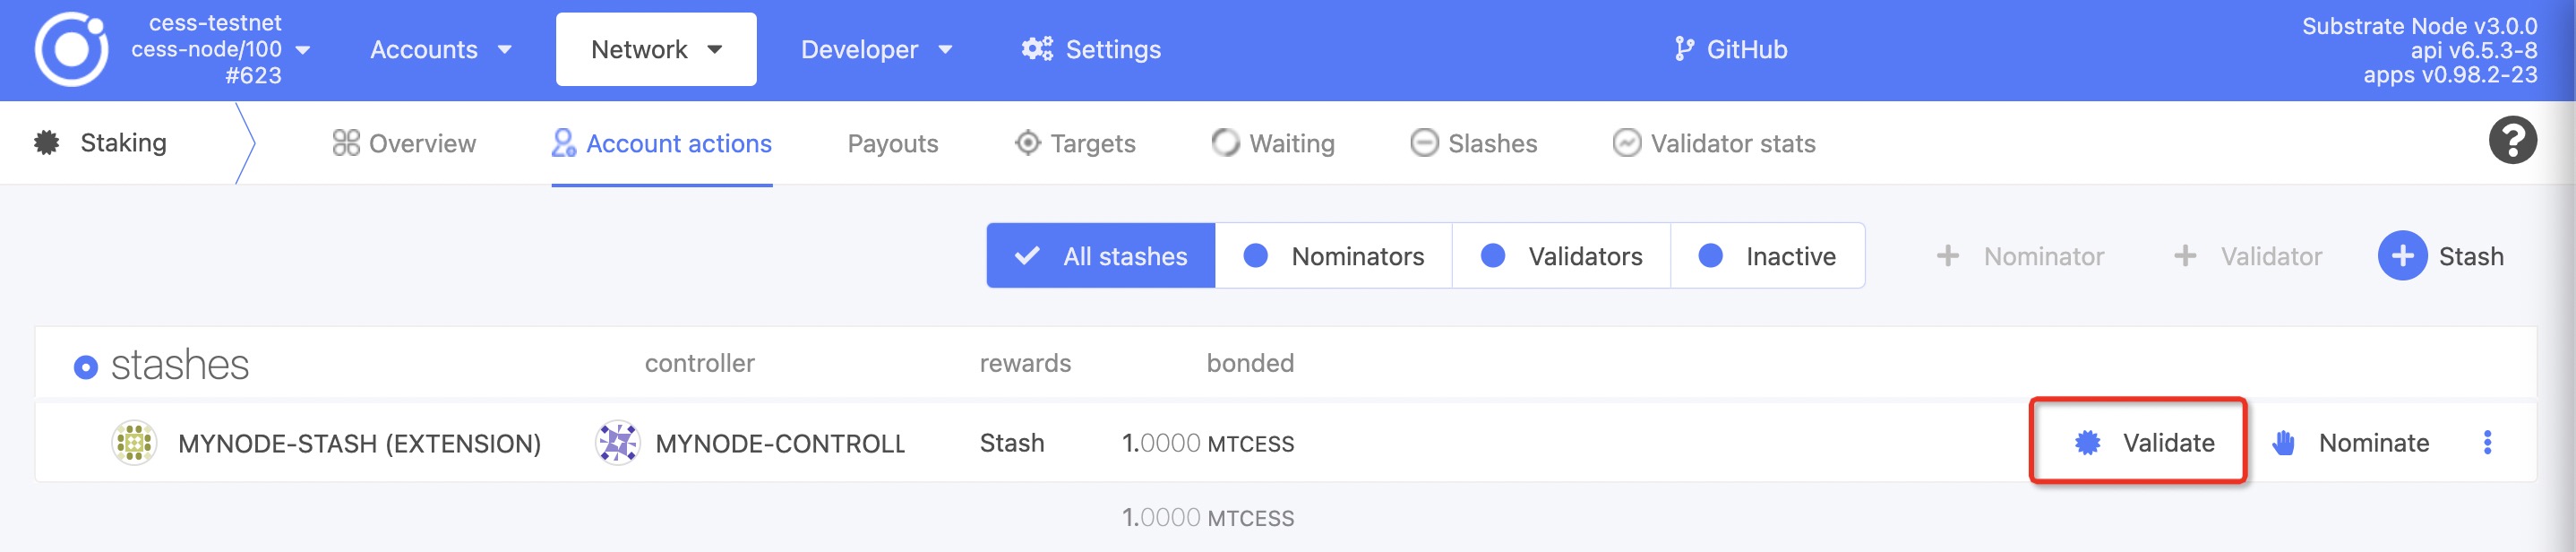 cess-testnet
cess-node/100
#623
Accounts
Network
Developer
Settings
GitHub
Substrate Node v3.0.0
api v6.5.3-8
apps v0.98.2-23
Staking
Overview
Account actions
Payouts
Targets
Waiting
Slashes
Validator stats
?
All stashes
Nominators
Validators
Inactive
+ Nominator
+ Validator
+ Stash
stashes
controller
rewards
bonded
MYNODE-STASH (EXTENSION)
MYNODE-CONTROLL
Stash
1.0000 MTCESS
Validate
Nominate
1.0000 MTCESS